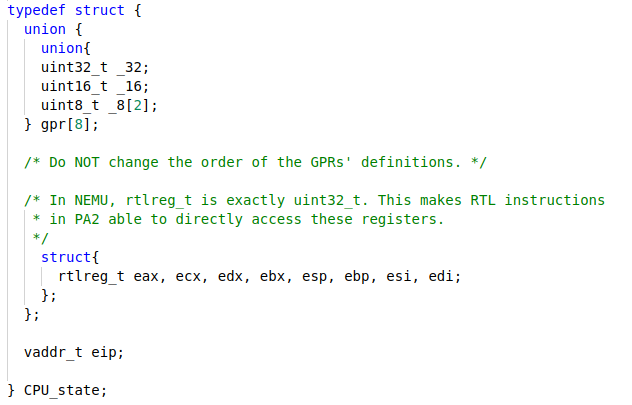 typedef struct {
  union {
    union{
    uint32_t _32;
    uint16_t _16;
    uint8_t _8[2];
  } gpr[8];
  /* Do NOT change the order of the GPRs' definitions. */
  /* In NEMU, rtlreg_t is exactly uint32_t. This makes RTL instructions
   * in PA2 able to directly access these registers.
   */
    struct{
      rtlreg_t eax, ecx, edx, ebx, esp, ebp, esi, edi;
    };
  };
  vaddr_t eip;
} CPU_state;